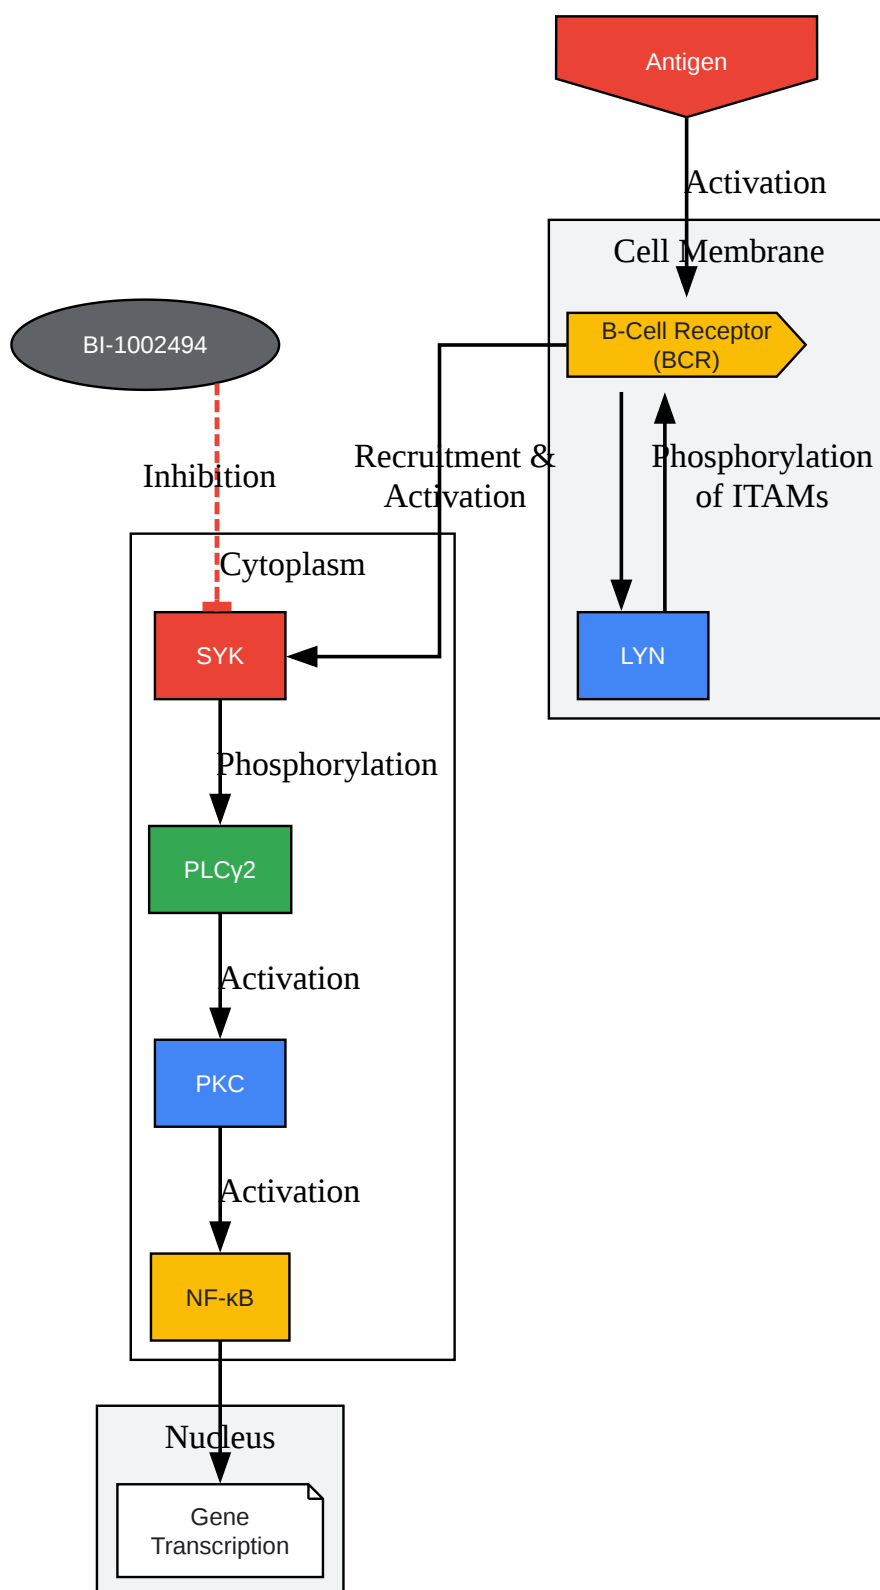 Antigen
Activation
Cell Membrane
B-Cell Receptor
(BCR)
BI-1002494
Inhibition
Recruitment &
Activation
Phosphorylation
of ITAMs
Cytoplasm
SYK
LYN
Phosphorylation
PLCγ2
Activation
PKC
Activation
NF-κB
Nucleus
Gene
Transcription